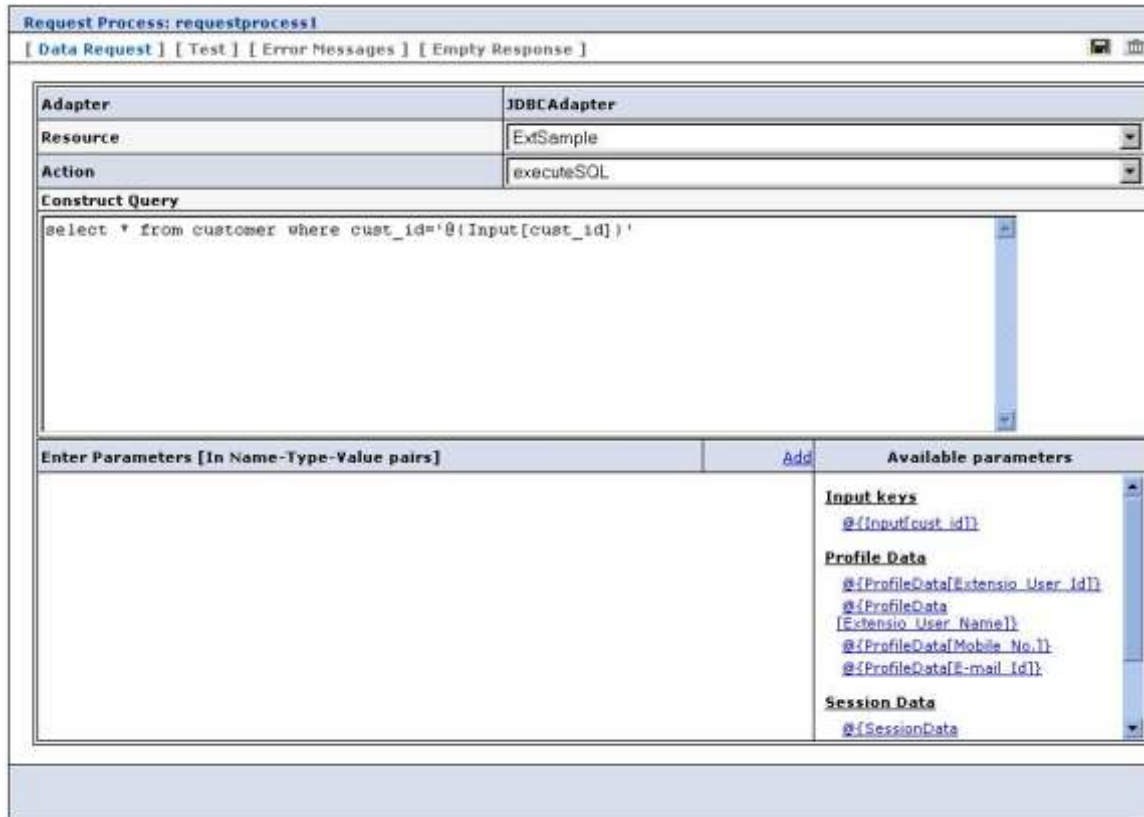 Request Process: requestprocess1
[ Data Request ] [ Test ] [ Error Messages ] [ Empty Response ]
Adapter JDBCAdapter
Resource ExtSample
Action executeSQL
Construct Query
select * from customer where cust_id='@{Input[cust_id]}'
Enter Parameters [In Name-Type-Value pairs] Add Available parameters
Input keys
@{Input[cust_id]}
Profile Data
@{ProfileData[Extensio_User_Id]}
@{ProfileData
[Extensio_User_Name]}
@{ProfileData[Mobile_No.]}
@{ProfileData[E-mail_Id]}
Session Data
@{SessionData